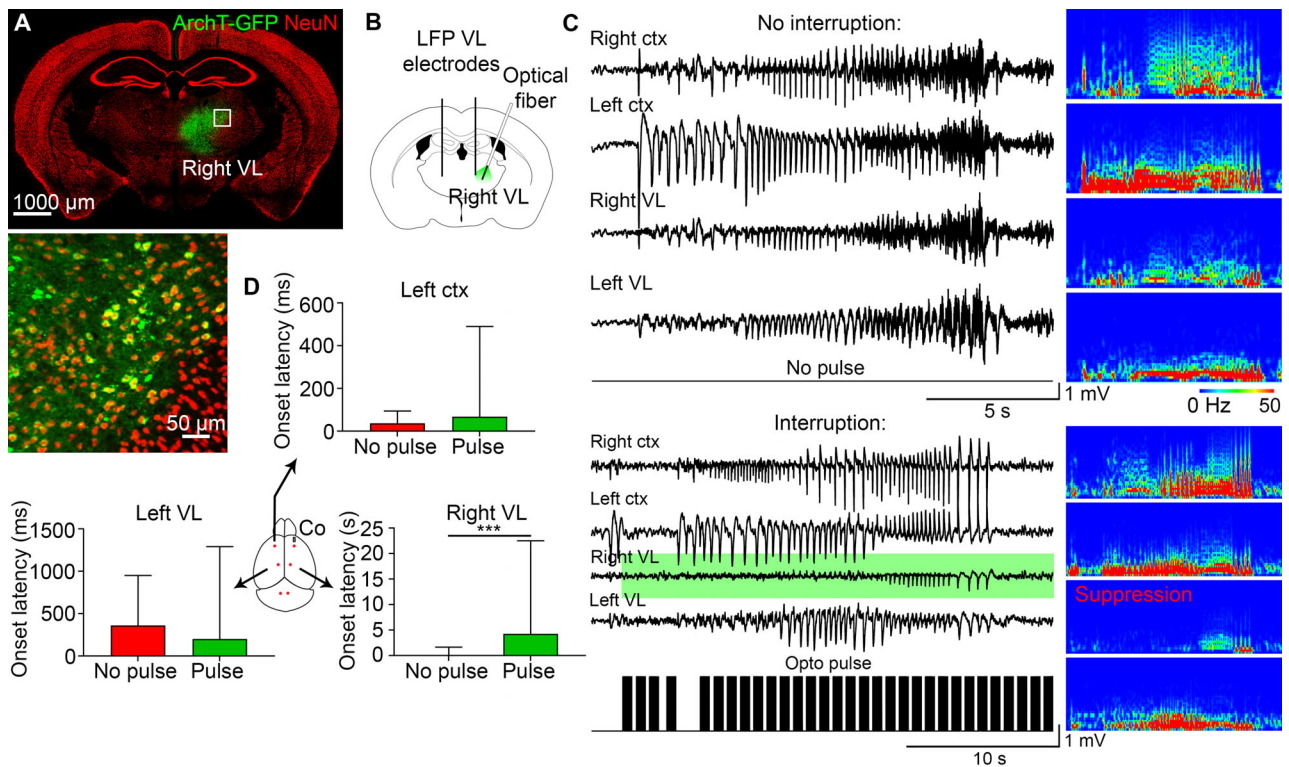 A
ArchT-GFP NeuN
Right VL
1000 µm
50 µm
B
LFP VL
electrodes
Optical
fiber
Right VL
C
No interruption:
Right ctx
Left ctx
Right VL
Left VL
No pulse
5 s
1 mV
0 Hz 50
Interruption:
Right ctx
Left ctx
Right VL
Left VL
Suppression
Opto pulse
10 s
1 mV
D
Left ctx
Onset latency (ms)
600
400
200
0
No pulse Pulse
Left VL
Onset latency (ms)
1500
1000
500
0
No pulse Pulse
Co
Right VL
***
Onset latency (s)
25
20
15
10
5
0
No pulse Pulse